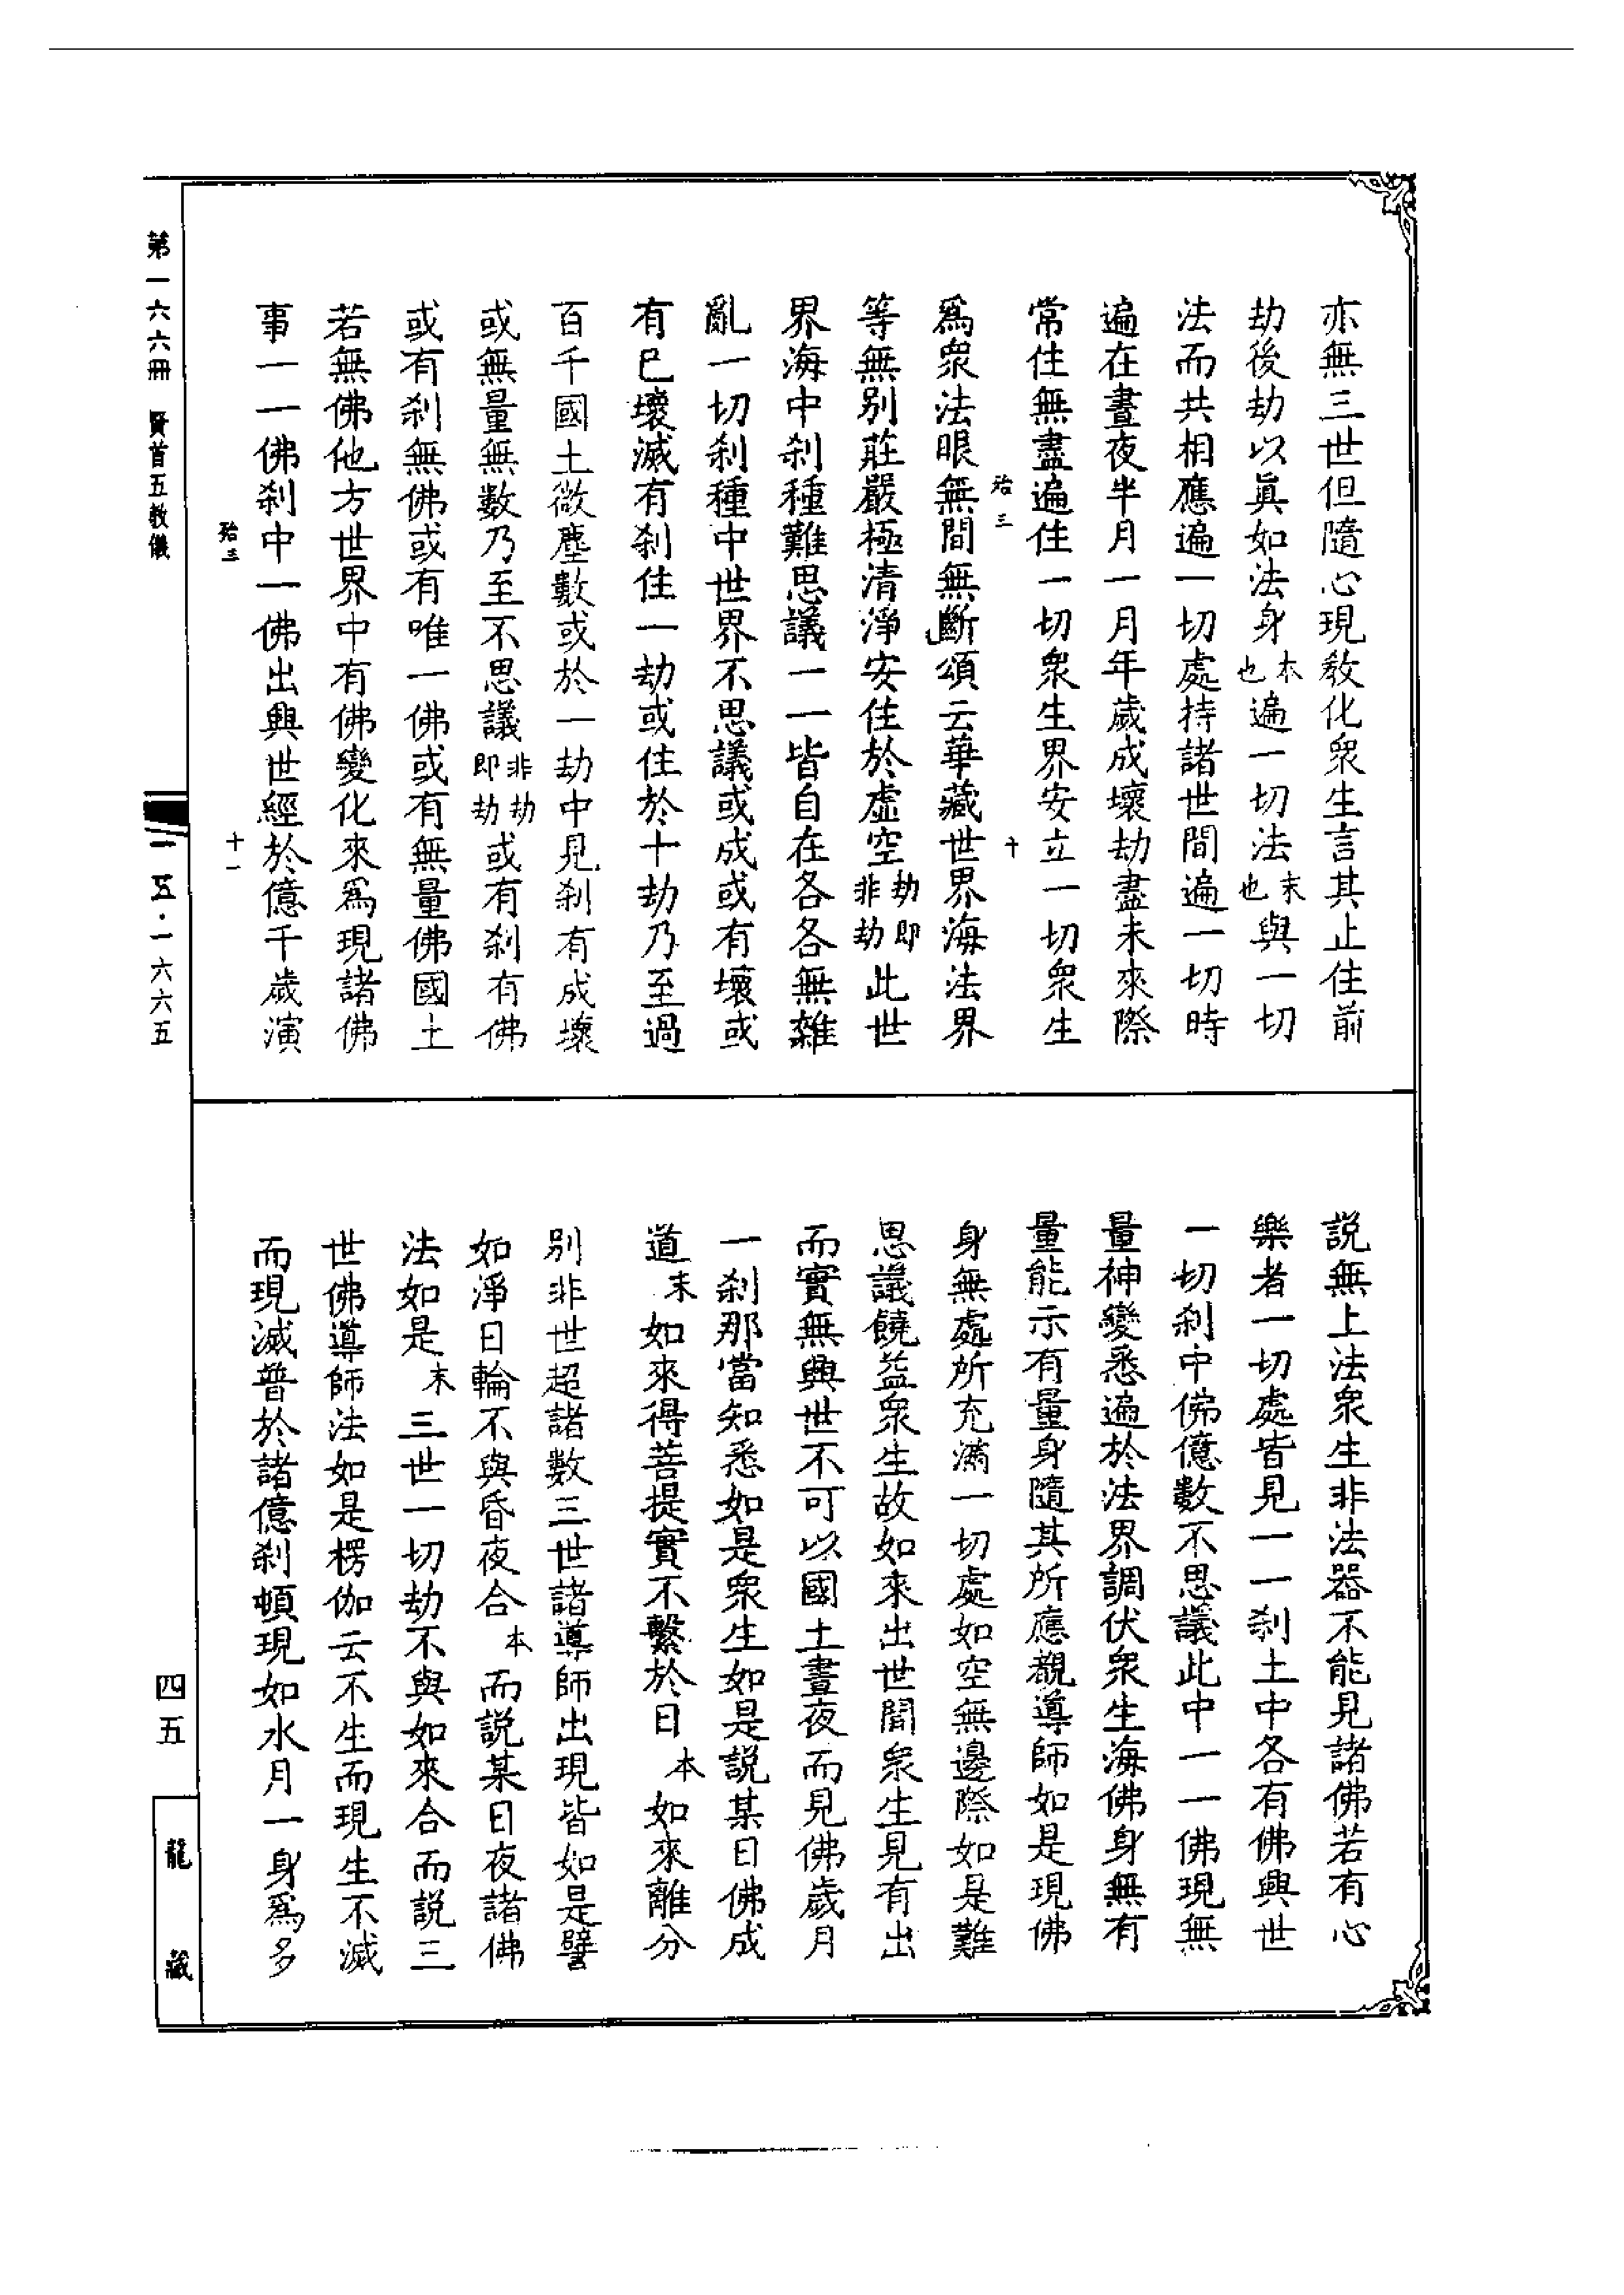 亦無三世但隨心現教化眾生言其止住前
劫後劫以眞如法身本也遍一切法末也與一切
法而共相應遍一切處持諸世間遍一切時
遍在晝夜半月一月年歲成壞劫盡未來際
常住無盡遍住一切眾生界安立一切眾生
殆三 十
爲眾法眼無間無斷頌云華藏世界海法界
等無別莊嚴極清淨安住於虛空劫即非劫此世
界海中刹種難思議一一皆自在各各無雜
亂一切刹種中世界不思議或成或有壞或
有已壞滅有刹住一劫或住於十劫乃至過
百千國土微塵數或於一劫中見刹有成壞
或無量無數乃至不思議非劫即劫或有刹有佛
或有刹無佛或有唯一佛或有無量佛國土
若無佛他方世界中有佛變化來爲現諸佛
事一一佛刹中一佛出興世經於億千歲演
殆三 十一
說無上法眾生非法器不能見諸佛若有心
樂者一切處皆見一一刹土中各有佛興世
一切刹中佛億數不思議此中一一佛現無
量神變悉遍於法界調伏眾生海佛身無有
量能示有量身隨其所應觀導師如是現佛
身無處所充滿一切處如空無邊際如是難
思議饒益眾生故如來出世間眾生見有出
而實無興世不可以國土晝夜而見佛歲月
一刹那當知悉如是眾生如是說某日佛成
道末如來得菩提實不繫於日本如來離分
別非世超諸數三世諸導師出現皆如是譬
如淨日輪不與昏夜合本而說某日夜諸佛
法如是末三世一切劫不與如來合而說三
世佛導師法如是楞伽云不生而現生不滅
而現滅普於諸億刹頓現如水月一身爲多
第一六六冊 賢首五教儀
一五·一六六五
四五
龍藏